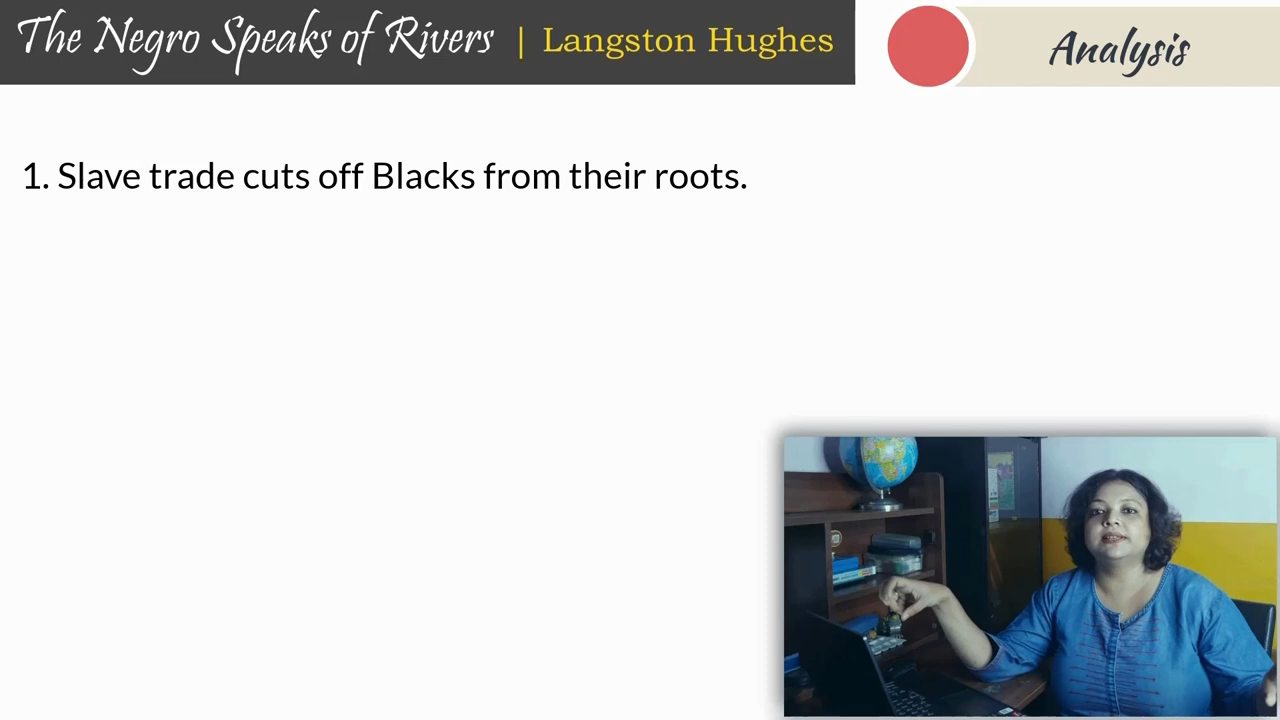 The Negro Speaks of Rivers | Langston Hughes
Analysis
1. Slave trade cuts off Blacks from their roots.